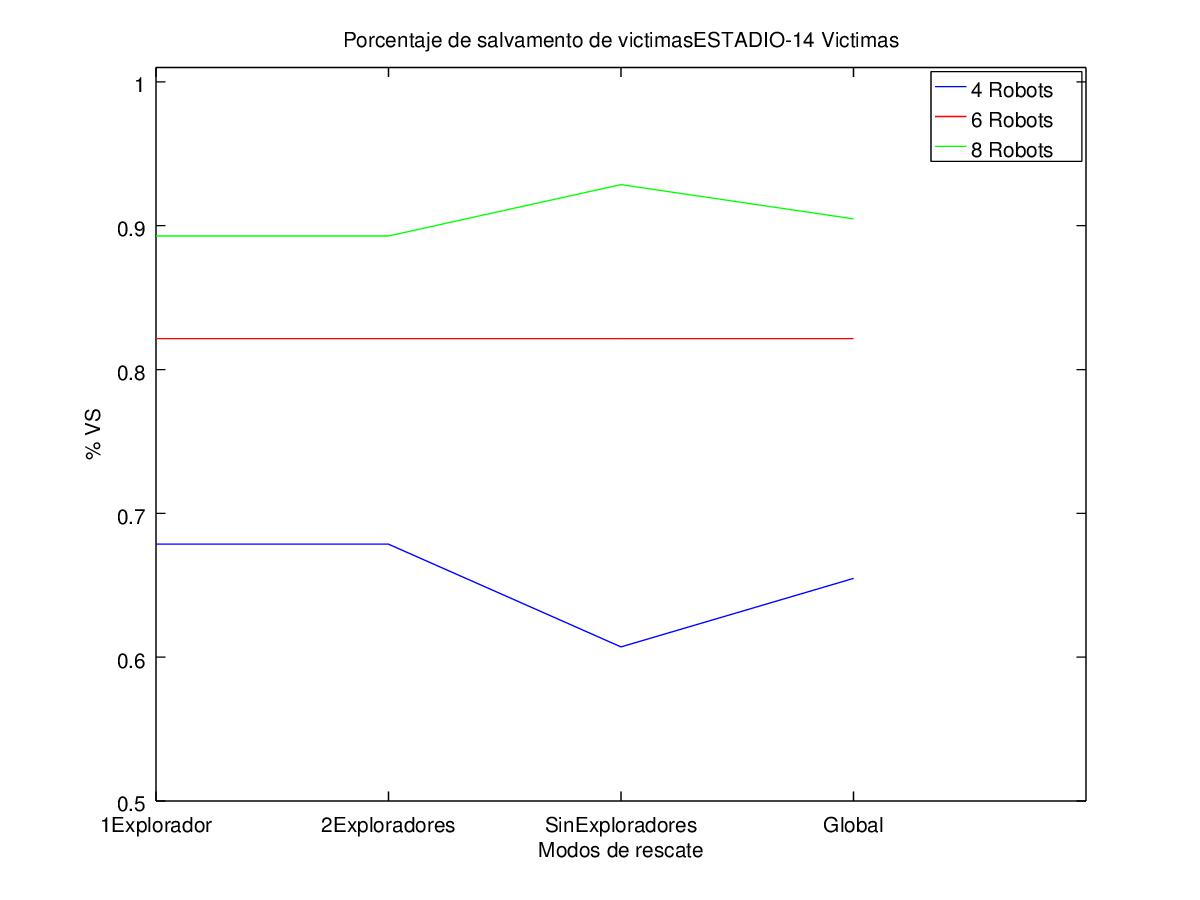 Porcentaje de salvamento de victimasESTADIO-14 Victimas
1
4 Robots
6 Robots
8 Robots
0.9
0.8
% VS
0.7
0.6
0.5
1Explorador 2Exploradores SinExploradores Global
Modos de rescate